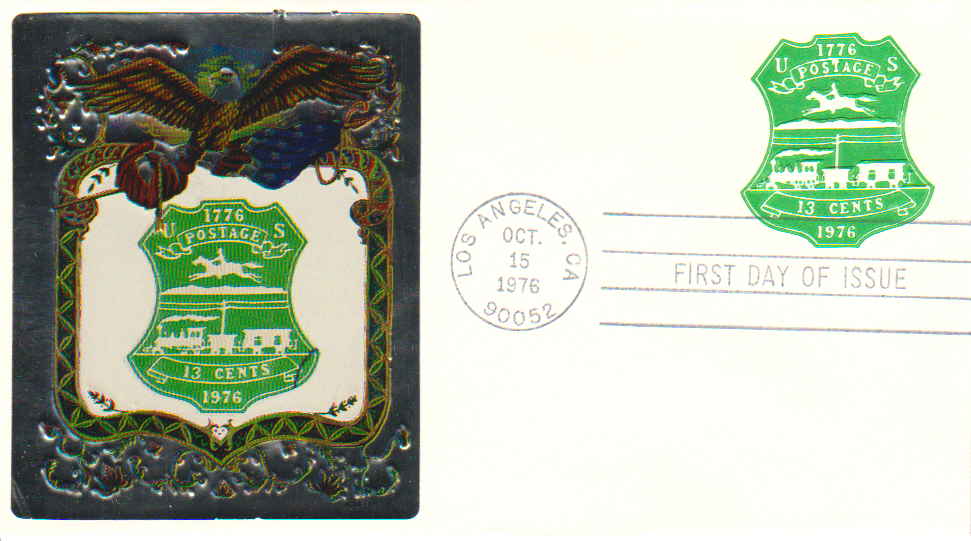 1776
U S
POSTAGE
13 CENTS
1976
1776
U S
POSTAGE
13 CENTS
1976
LOS ANGELES, CA
OCT.
15
1976
90052
FIRST DAY OF ISSUE